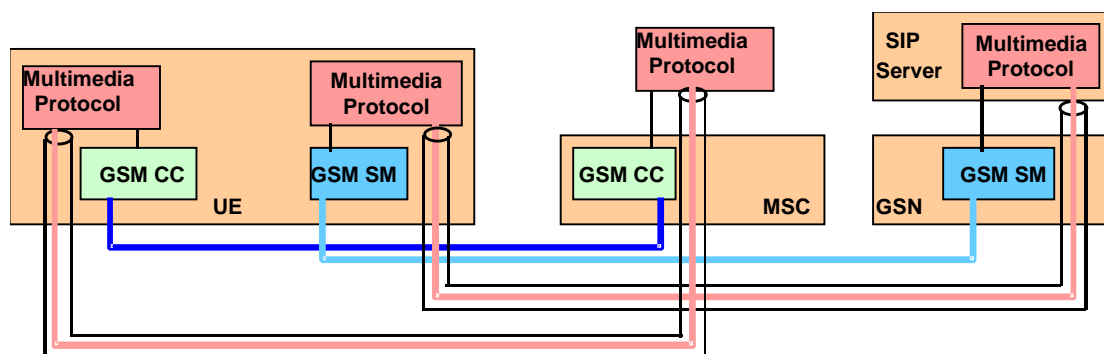 Multimedia
Protocol
Multimedia
Protocol
GSM CC
GSM SM
UE
Multimedia
Protocol
GSM CC
MSC
SIP
Server
Multimedia
Protocol
GSM SM
GSN